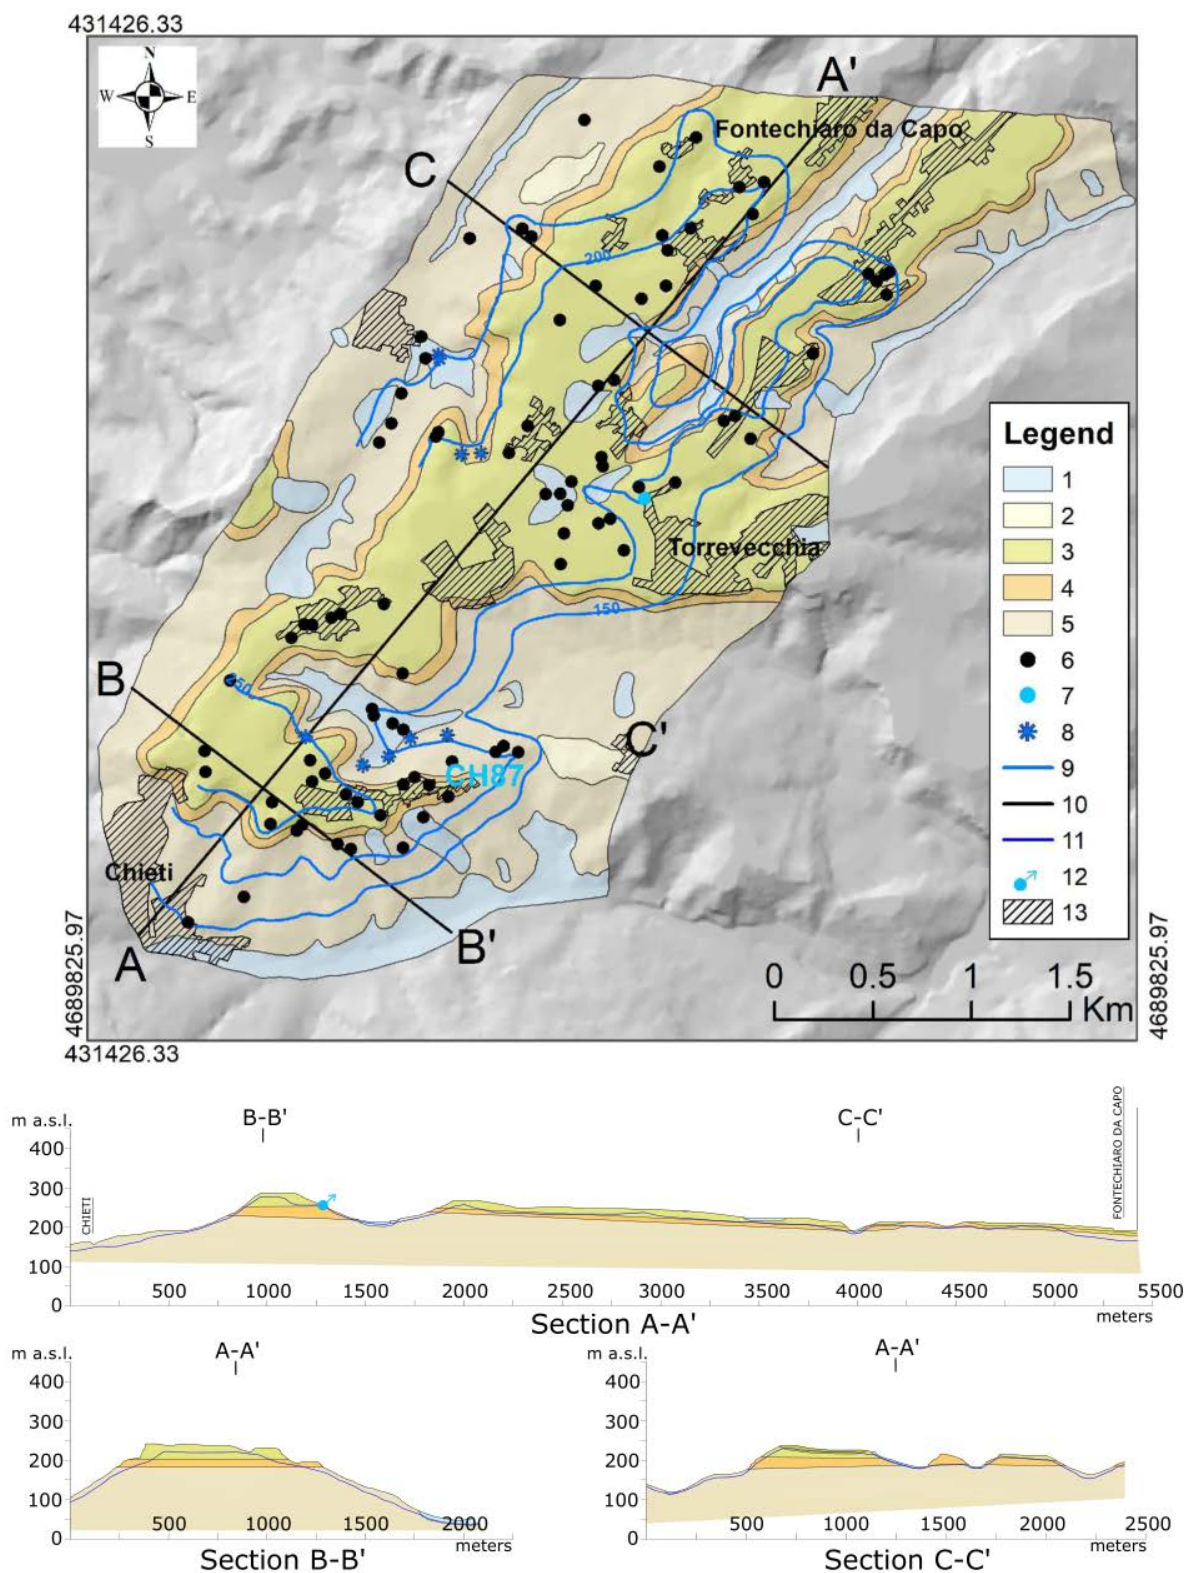 431426.33
N
W E
S
A'
Fontechiaro da Capo
C
200
Legend
1
2
3
4
5
6
7
8
9
10
11
12
13
Torrevecchia
150
B
250
C'
CH87
Chieti
B'
A
4689825.97
4689825.97
0 0.5 1 1.5
Km
431426.33
m a.s.l.
B-B'
C-C'
FONTECHIARO DA CAPO
CHIETI
400
300
200
100
0
500 1000 1500 2000 2500 3000 3500 4000 4500 5000 5500
meters
Section A-A'
m a.s.l.
A-A'
400
300
200
100
0
500 1000 1500 2000
meters
Section B-B'
m a.s.l.
A-A'
400
300
200
100
0
500 1000 1500 2000 2500
meters
Section C-C'